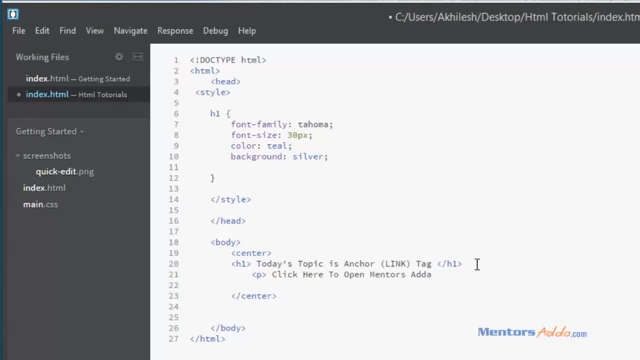 • C:/Users/Akhilesh/Desktop/Html Totorials/index.htm
File Edit Find View Navigate Resources Debug Help
Working Files
index.html – Getting Started
• index.html – Html Tutorials
Getting Started
screenshots
quick-edit.png
index.html
main.css
1 <!DOCTYPE html>
2 <html>
3 <head>
4 <style>
5
6 h1 {
7 font-family: tahoma;
8 font-size: 30px;
9 color: teal;
10 background: silver;
11
12 }
13
14 </style>
15
16 </head>
17
18 <body>
19 <center>
20 <h1> Today's Topic is Anchor (LINK) Tag </h1>
21 <p> Click Here To Open Mentors Adda
22
23 </center>
24
25
26 </body>
27 </html>
Mentors Adda.com